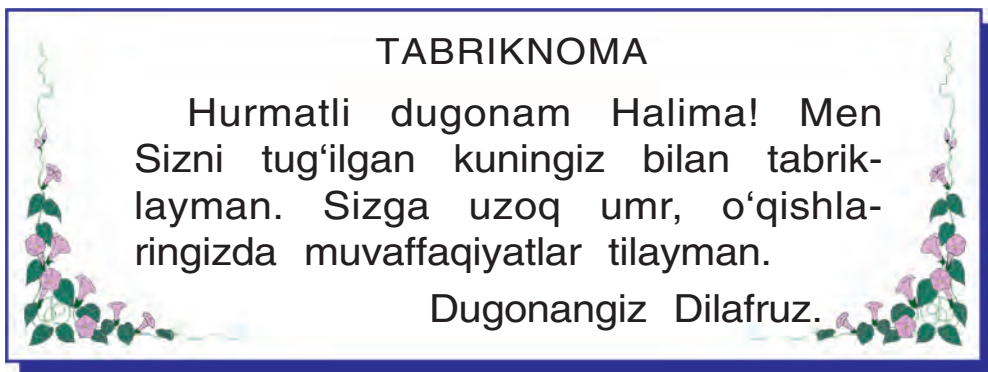 TABRIKNOMA
Hurmatli dugonam Halima! Men
Sizni tug‘ilgan kuningiz bilan tabrik-
layman. Sizga uzoq umr, o‘qishla-
ringizda muvaffaqiyatlar tilayman.
Dugonangiz Dilafruz.